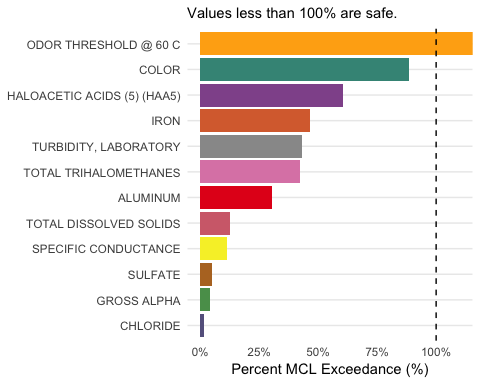 Values less than 100% are safe.
ODOR THRESHOLD @ 60 C
COLOR
HALOACETIC ACIDS (5) (HAA5)
IRON
TURBIDITY, LABORATORY
TOTAL TRIHALOMETHANES
ALUMINUM
TOTAL DISSOLVED SOLIDS
SPECIFIC CONDUCTANCE
SULFATE
GROSS ALPHA
CHLORIDE
0% 25% 50% 75% 100%
Percent MCL Exceedance (%)